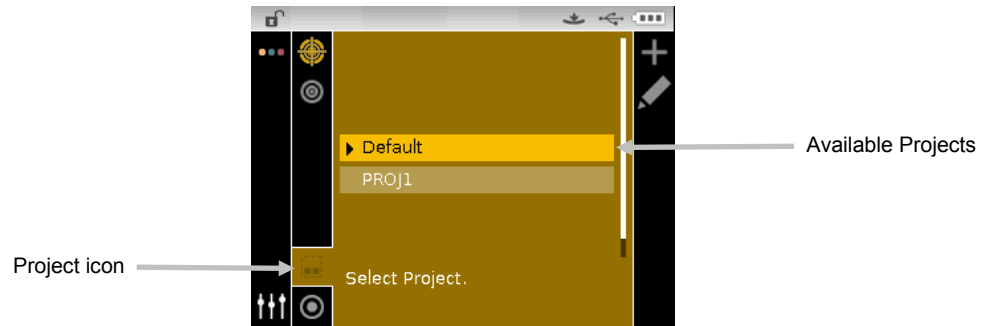 Default
Available Projects
PROJ1
Project icon
Select Project.